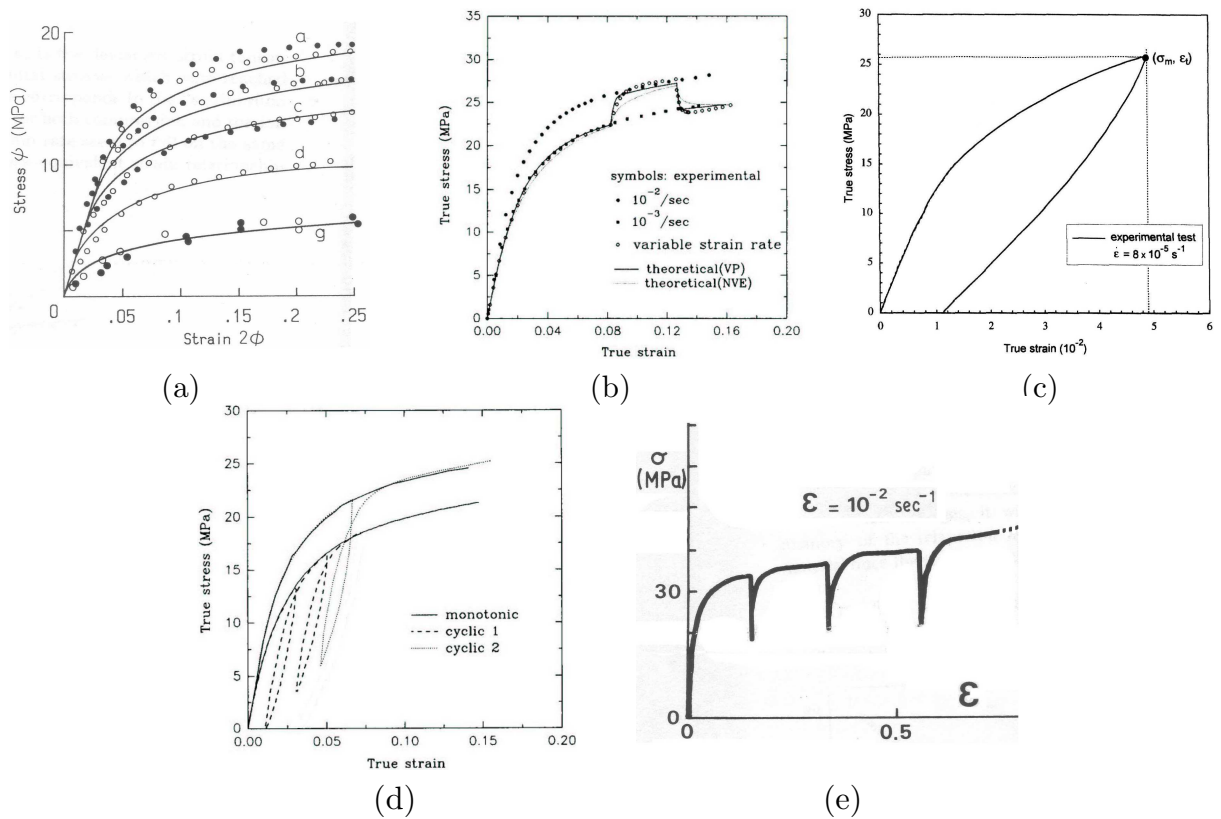 Stress ϕ (MPa)
20
10
0
a
b
c
d
g
.05 .15 .15 .20 .25
Strain 2Φ
(a)
True stress (MPa)
35
30
25
20
15
10
5
0
symbols: experimental
10⁻²/sec
10⁻³/sec
variable strain rate
theoretical(VP)
theoretical(NVE)
0.00 0.04 0.08 0.12 0.16 0.20
True strain
(b)
True stress (MPa)
30
25
20
15
10
5
0
(σm, εt)
experimental test
ε̇ = 8 x 10⁻⁵ s⁻¹
0 1 2 3 4 5 6
True strain (10⁻²)
(c)
True stress (MPa)
30
25
20
15
10
5
0
monotonic
cyclic 1
cyclic 2
0.00 0.05 0.10 0.15 0.20
True strain
(d)
σ
(MPa)
ε = 10⁻² sec⁻¹
30
0
0 0.5
ε
(e)